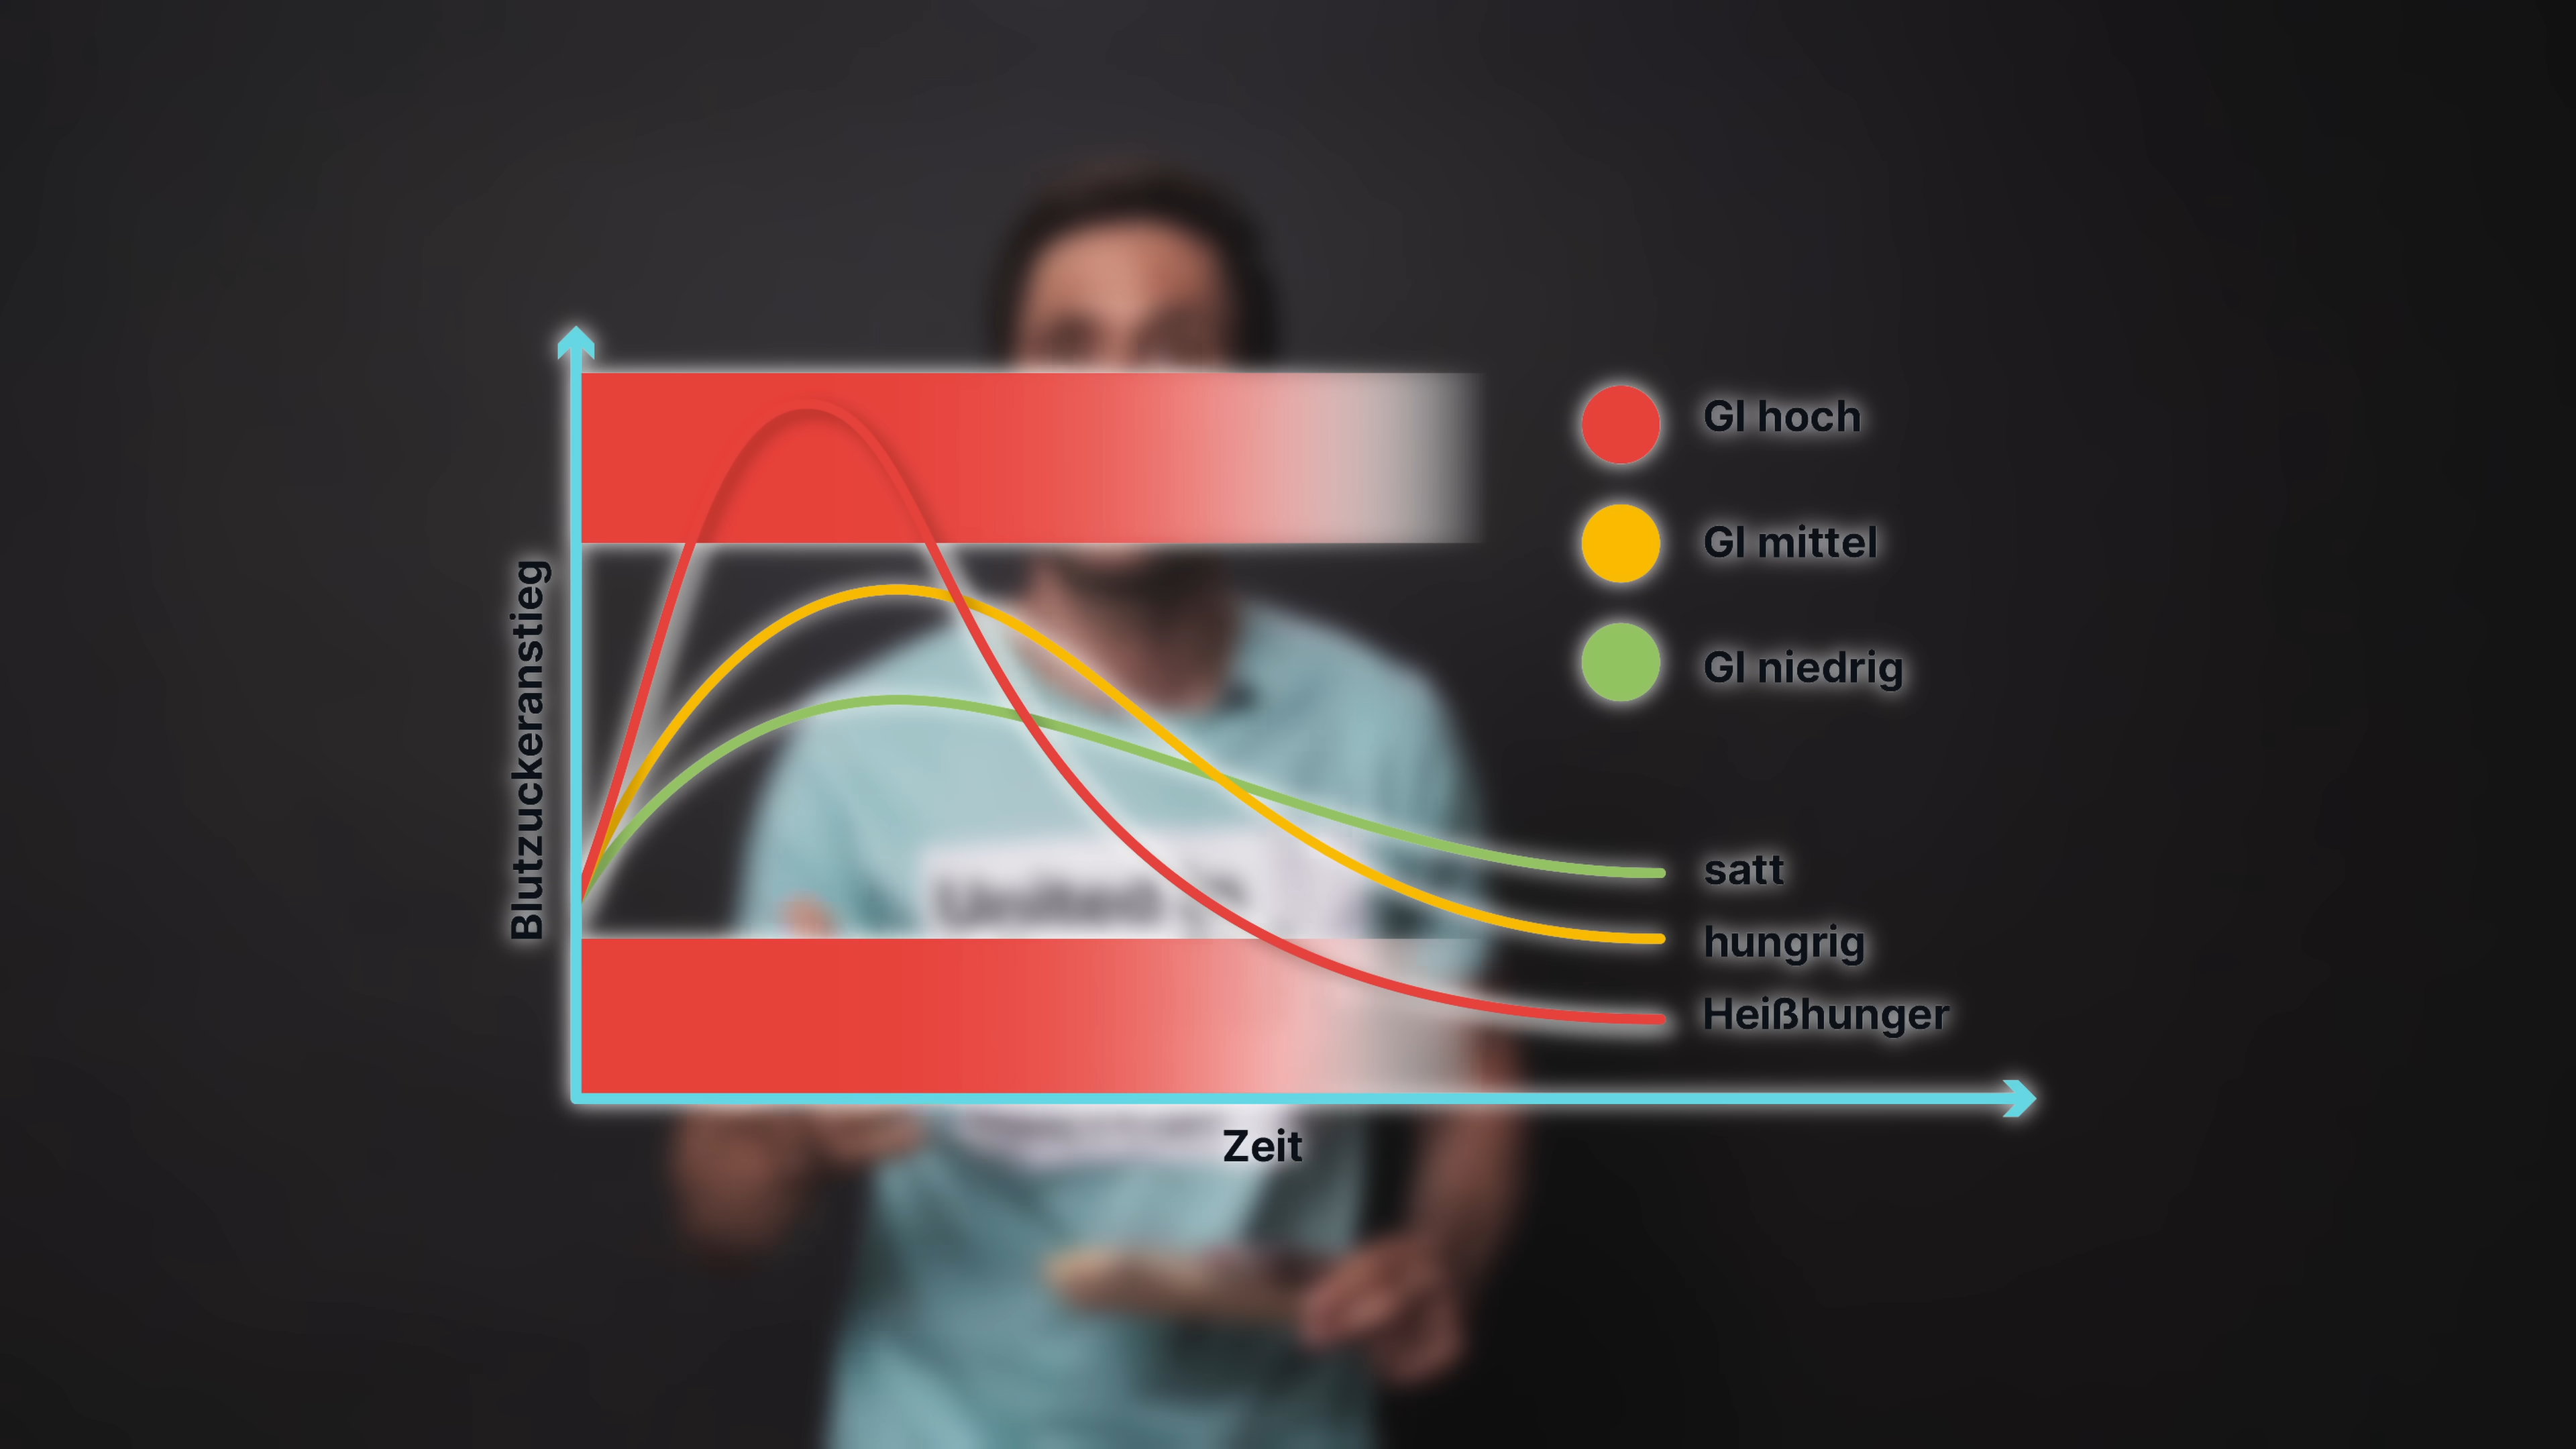 GI hoch
GI mittel
GI niedrig
Blutzuckeranstieg
satt
hungrig
Heißhunger
Zeit